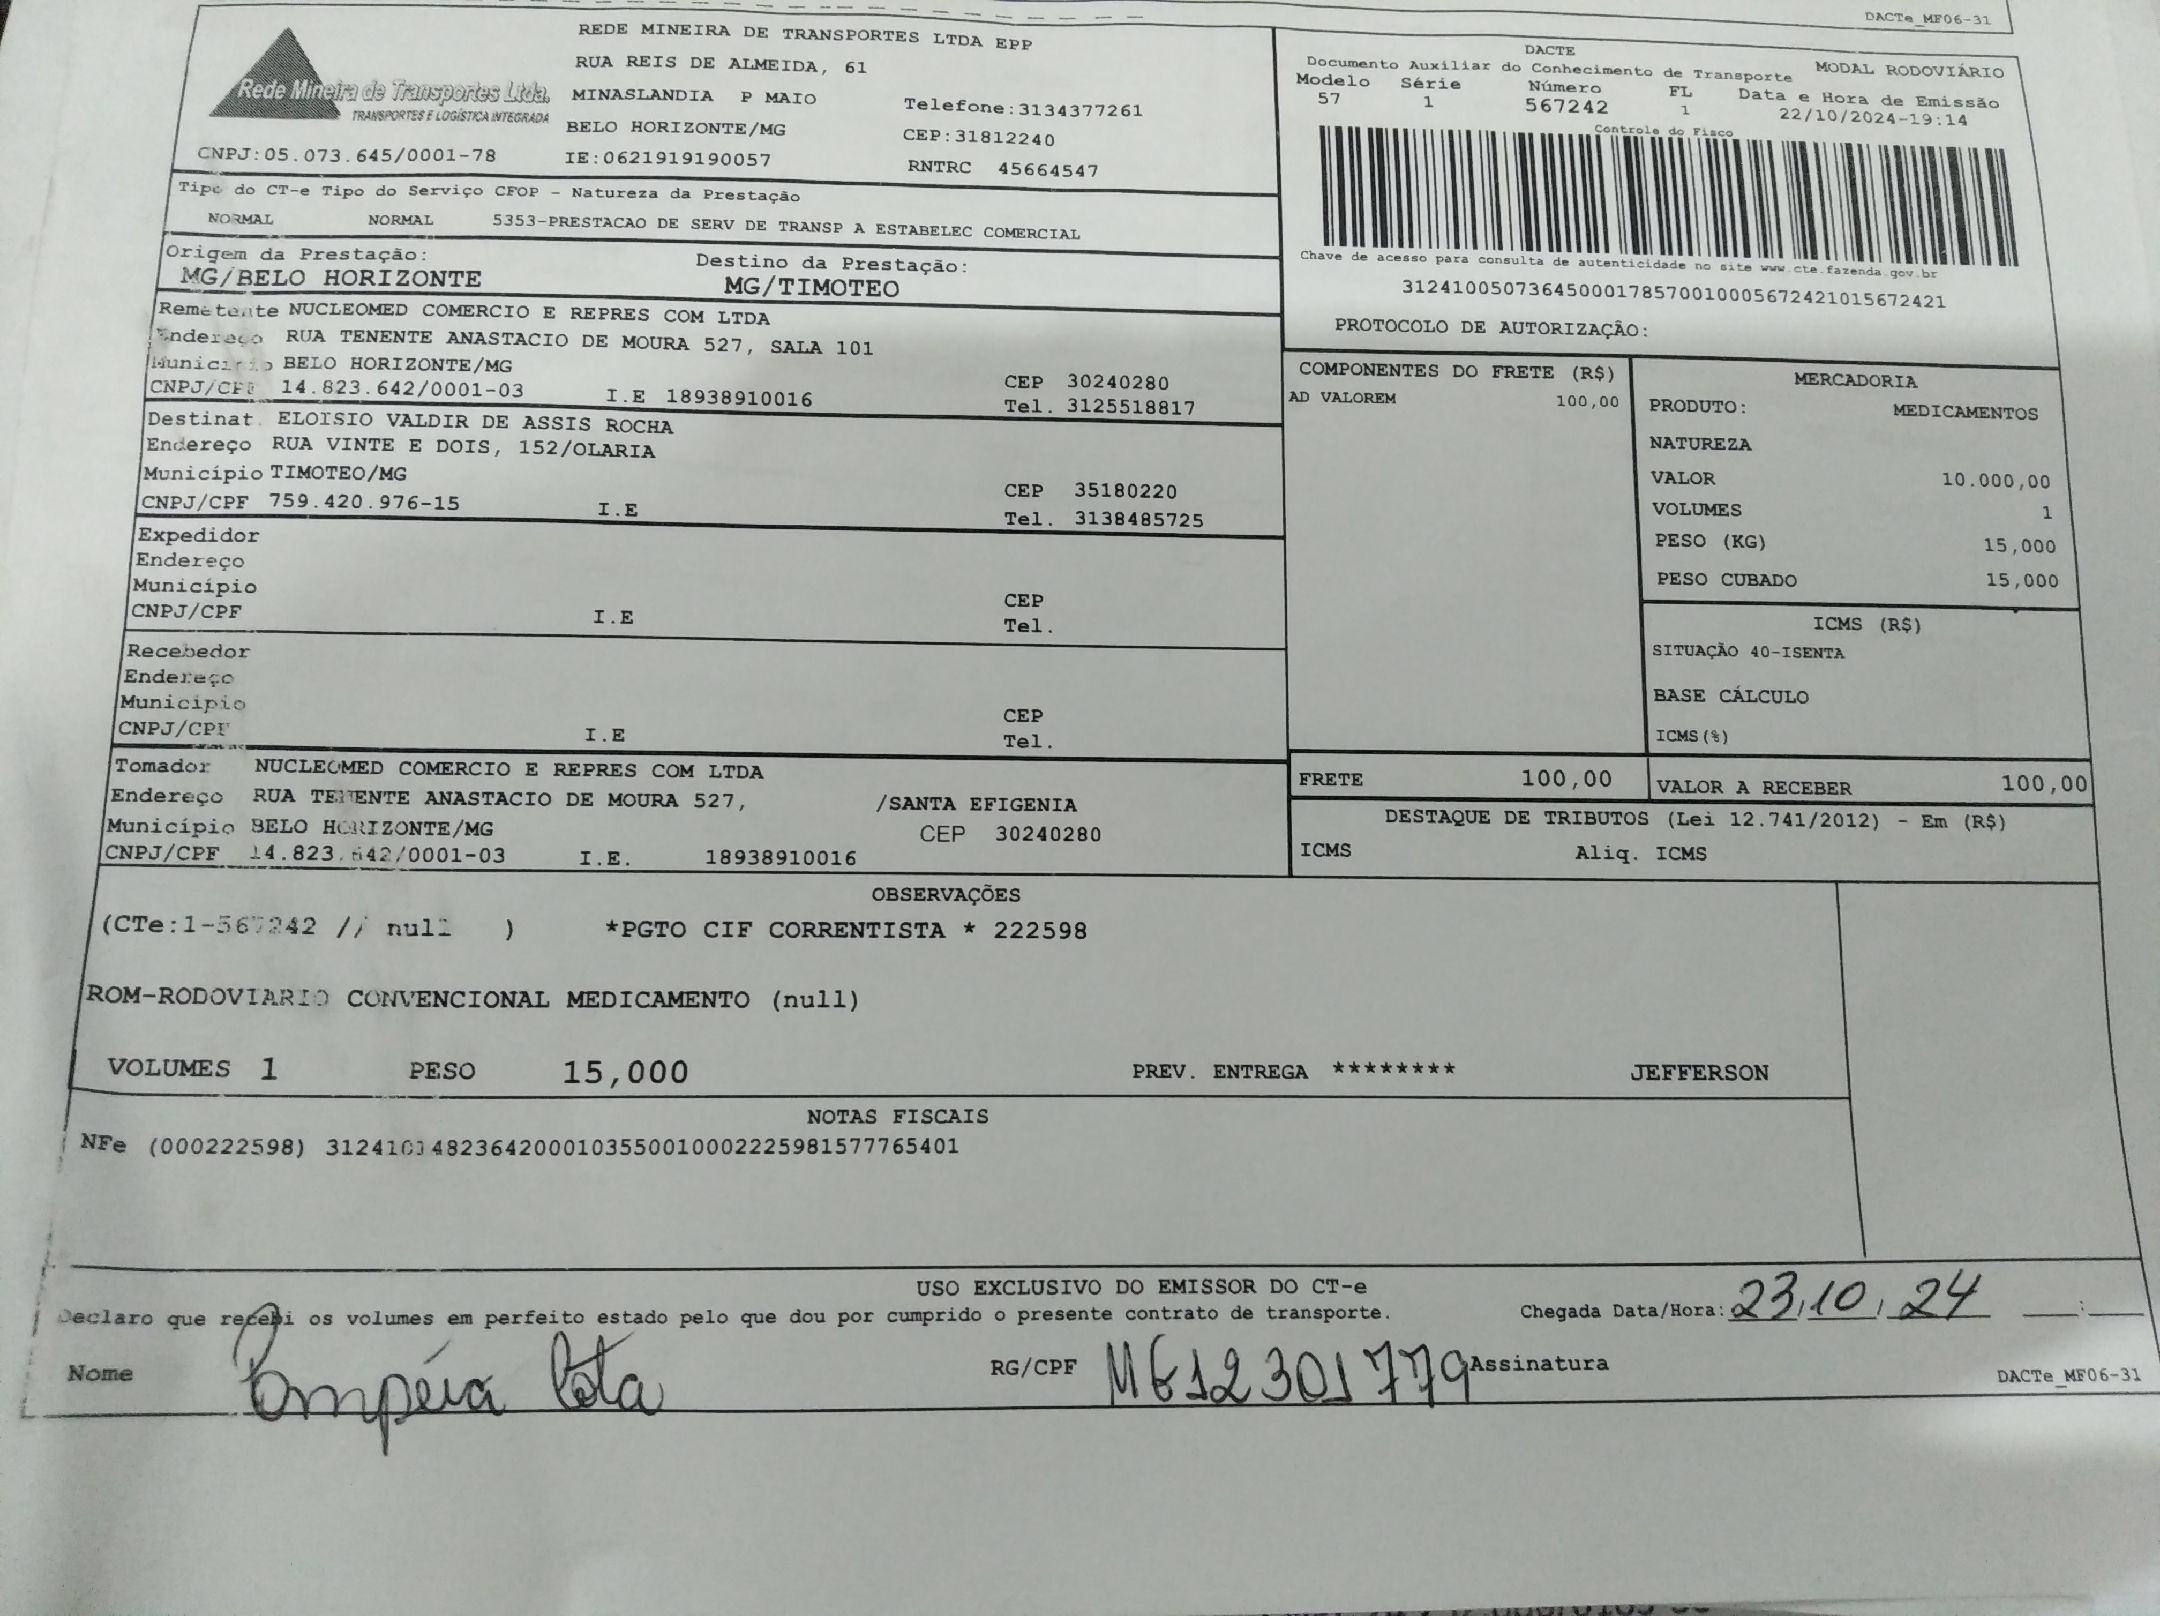 DACTe_MF06-31
Rede Mineira de Transportes Ltda.
TRANSPORTES E LOGÍSTICA INTEGRADA
CNPJ:05.073.645/0001-78
REDE MINEIRA DE TRANSPORTES LTDA EPP
RUA REIS DE ALMEIDA, 61
MINASLANDIA P MAIO Telefone:3134377261
BELO HORIZONTE/MG CEP:31812240
IE:0621919190057 RNTRC 45664547
DACTE
Documento Auxiliar do Conhecimento de Transporte MODAL RODOVIÁRIO
Modelo Série Número FL Data e Hora de Emissão
57 1 567242 1 22/10/2024-19:14
Controle do Fisco
Chave de acesso para consulta de autenticidade no site www.cte.fazenda.gov.br
31241005073645000178570010005672421015672421
PROTOCOLO DE AUTORIZAÇÃO:
Tipo do CT-e Tipo do Serviço CFOP - Natureza da Prestação
NORMAL NORMAL 5353-PRESTACAO DE SERV DE TRANSP A ESTABELEC COMERCIAL
Origem da Prestação: Destino da Prestação:
MG/BELO HORIZONTE MG/TIMOTEO
Remetente NUCLEOMED COMERCIO E REPRES COM LTDA
Endereço RUA TENENTE ANASTACIO DE MOURA 527, SALA 101
Município BELO HORIZONTE/MG CEP 30240280
CNPJ/CPF 14.823.642/0001-03 I.E 18938910016 Tel. 3125518817
Destinat. ELOISIO VALDIR DE ASSIS ROCHA
Endereço RUA VINTE E DOIS, 152/OLARIA
Município TIMOTEO/MG CEP 35180220
CNPJ/CPF 759.420.976-15 I.E Tel. 3138485725
Expedidor
Endereço
Município CEP
CNPJ/CPF I.E Tel.
Recebedor
Endereço
Município CEP
CNPJ/CPF I.E Tel.
Tomador NUCLEOMED COMERCIO E REPRES COM LTDA
Endereço RUA TENENTE ANASTACIO DE MOURA 527, /SANTA EFIGENIA
Município BELO HORIZONTE/MG CEP 30240280
CNPJ/CPF 14.823.642/0001-03 I.E. 18938910016
COMPONENTES DO FRETE (R$)
AD VALOREM 100,00
MERCADORIA
PRODUTO: MEDICAMENTOS
NATUREZA
VALOR 10.000,00
VOLUMES 1
PESO (KG) 15,000
PESO CUBADO 15,000
ICMS (R$)
SITUAÇÃO 40-ISENTA
BASE CÁLCULO
ICMS(%)
FRETE 100,00 VALOR A RECEBER 100,00
DESTAQUE DE TRIBUTOS (Lei 12.741/2012) - Em (R$)
ICMS Aliq. ICMS
OBSERVAÇÕES
(CTe:1-567242 // null ) *PGTO CIF CORRENTISTA * 222598
ROM-RODOVIARIO CONVENCIONAL MEDICAMENTO (null)
VOLUMES 1 PESO 15,000 PREV. ENTREGA ******** JEFFERSON
NOTAS FISCAIS
NFe (000222598) 31241014823642000103550010002225981577765401
USO EXCLUSIVO DO EMISSOR DO CT-e
Declaro que recebi os volumes em perfeito estado pelo que dou por cumprido o presente contrato de transporte. Chegada Data/Hora: 23,10,24 __:__
Nome Pompéia Cota RG/CPF MG12301779 Assinatura
DACTe_MF06-31